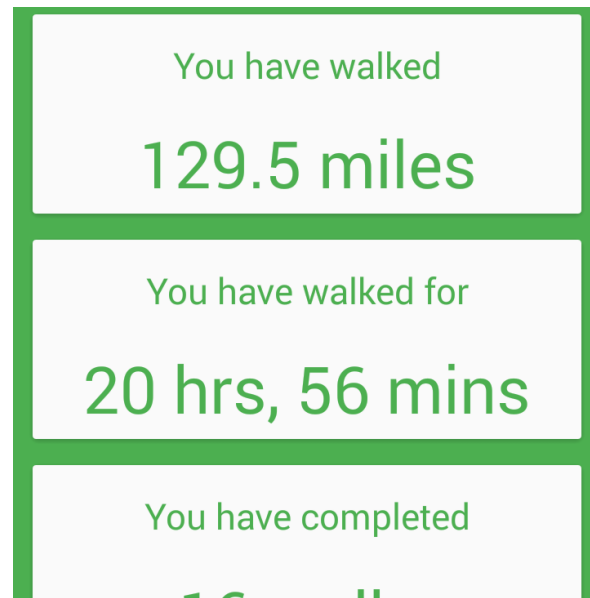 You have walked
129.5 miles
You have walked for
20 hrs, 56 mins
You have completed